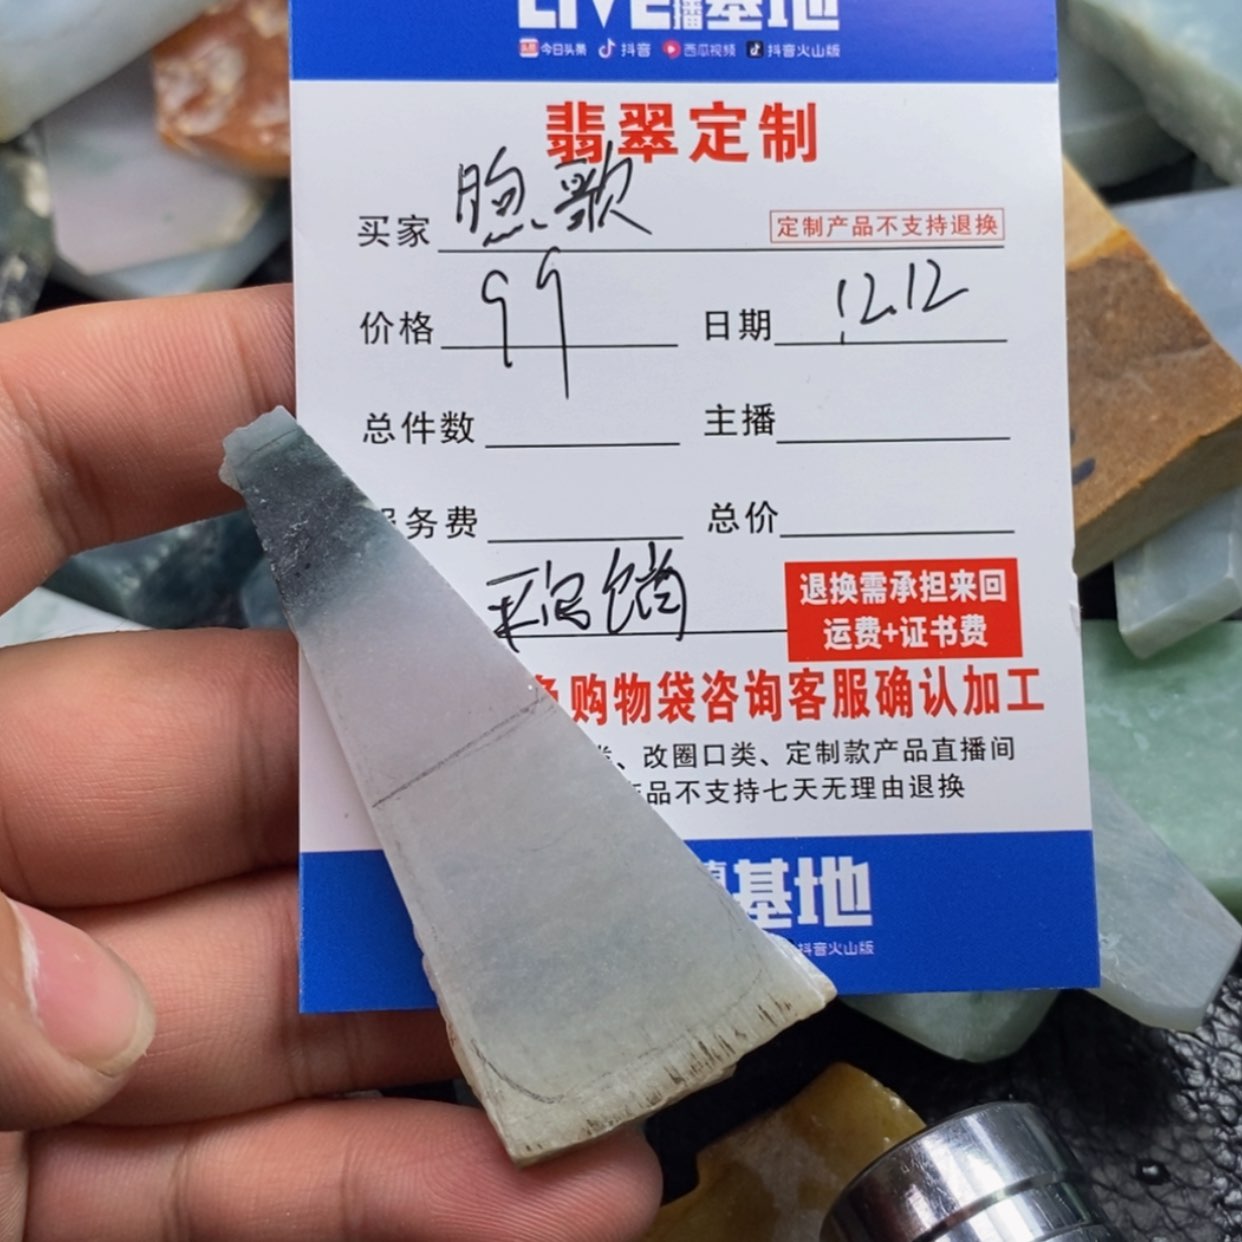 LIVE播基地
今日头条 抖音 西瓜视频 抖音火山版
翡翠定制
买家 煦歌 定制产品不支持退换
价格 99 日期 12.12
总件数 主播
服务费 总价
退换需承担来回
运费+证书费
购物袋咨询客服确认加工
类、改圈口类、定制款产品直播间
产品不支持七天无理由退换
播基地
抖音火山版